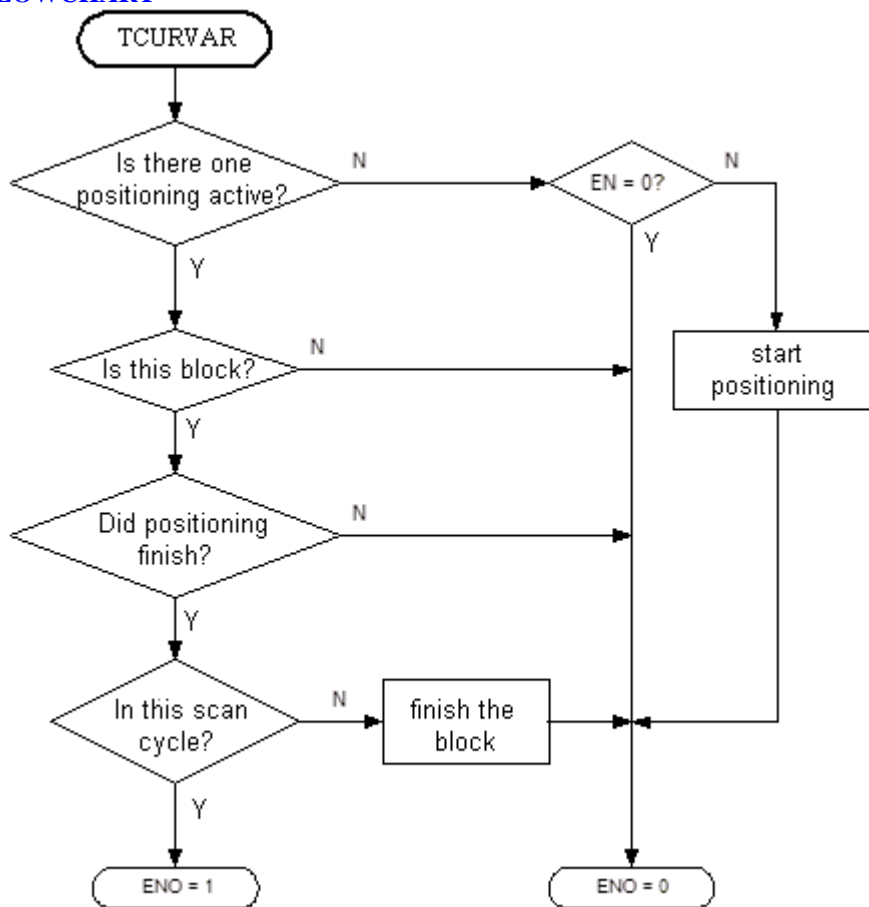 FLOWCHART
TCURVAR
Is there one
positioning active?
N
EN = 0?
N
Y
Y
start
positioning
Is this block?
N
Y
Did positioning
finish?
N
Y
In this scan
cycle?
N
finish the
block
Y
ENO = 1
ENO = 0